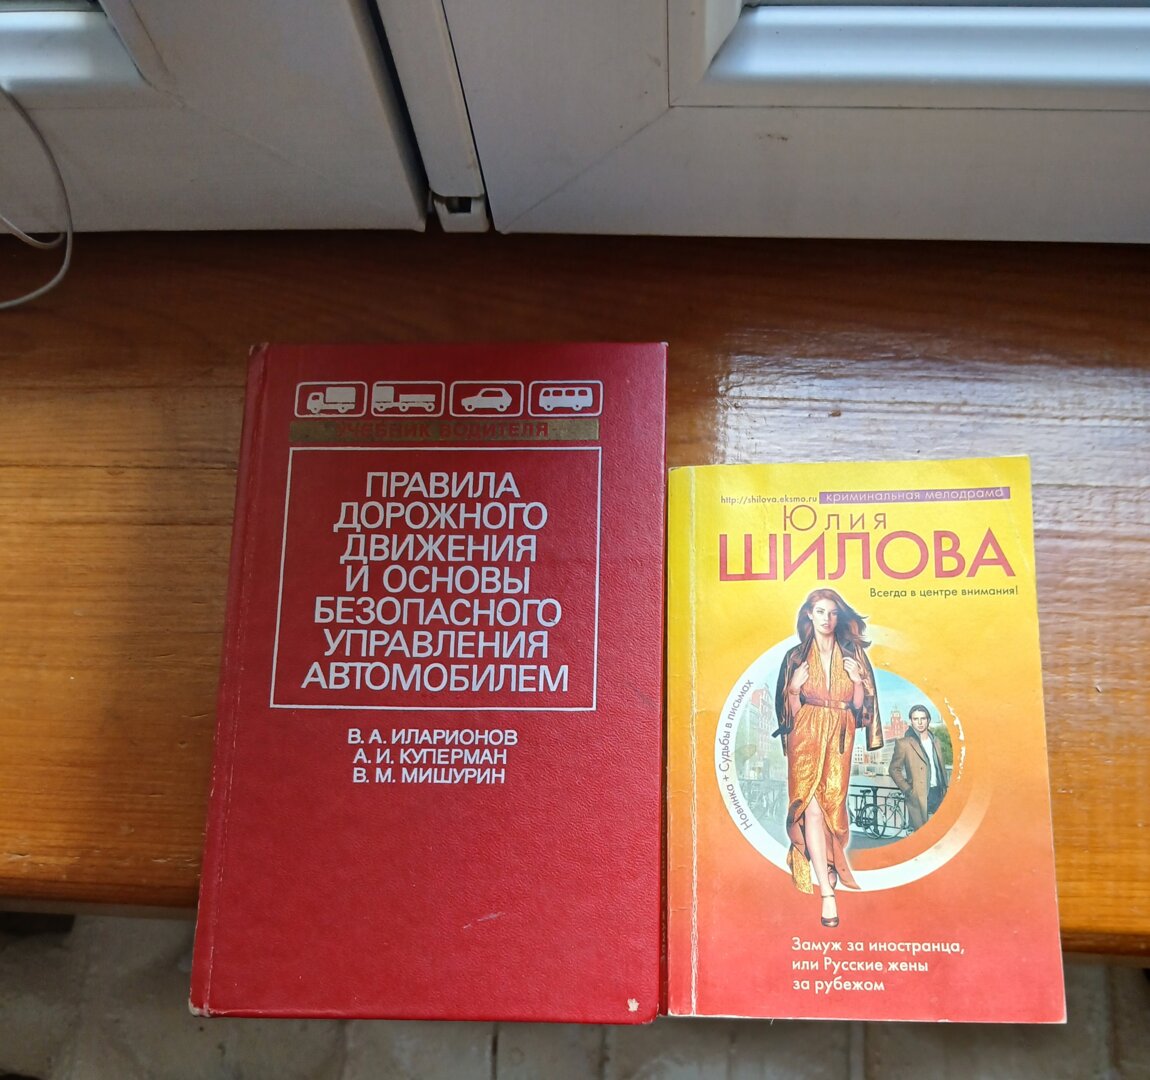 УЧЕБНИК ВОДИТЕЛЯ
ПРАВИЛА
ДОРОЖНОГО
ДВИЖЕНИЯ
И ОСНОВЫ
БЕЗОПАСНОГО
УПРАВЛЕНИЯ
АВТОМОБИЛЕМ
В. А. ИЛАРИОНОВ
А. И. КУПЕРМАН
В. М. МИШУРИН
http://shilova.eksmo.ru криминальная мелодрама
Юлия
ШИЛОВА
Всегда в центре внимания!
Новинка + Судьбы в письмах
Замуж за иностранца,
или Русские жены
за рубежом